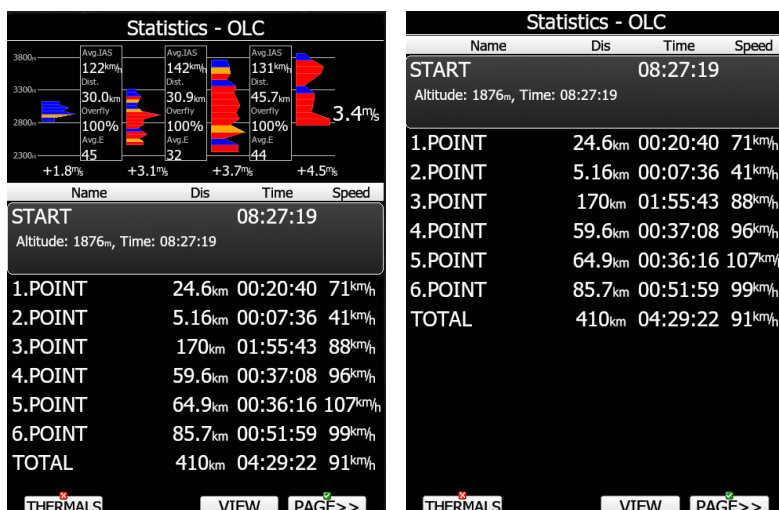 Statistics - OLC
3800m
3300m
2800m
2300m
Avg.IAS
122km/h
Dist.
30.0km
Overfly
100%
Avg.E
45
Avg.IAS
142km/h
Dist.
30.9km
Overfly
100%
Avg.E
32
Avg.IAS
131km/h
Dist.
45.7km
Overfly
100%
Avg.E
44
3.4m/s
+1.8m/s +3.1m/s +3.7m/s +4.5m/s
Name Dis Time Speed
START 08:27:19
Altitude: 1876m, Time: 08:27:19
1.POINT 24.6km 00:20:40 71km/h
2.POINT 5.16km 00:07:36 41km/h
3.POINT 170km 01:55:43 88km/h
4.POINT 59.6km 00:37:08 96km/h
5.POINT 64.9km 00:36:16 107km/h
6.POINT 85.7km 00:51:59 99km/h
TOTAL 410km 04:29:22 91km/h
THERMALS VIEW PAGE>>
Statistics - OLC
Name Dis Time Speed
START 08:27:19
Altitude: 1876m, Time: 08:27:19
1.POINT 24.6km 00:20:40 71km/h
2.POINT 5.16km 00:07:36 41km/h
3.POINT 170km 01:55:43 88km/h
4.POINT 59.6km 00:37:08 96km/h
5.POINT 64.9km 00:36:16 107km/h
6.POINT 85.7km 00:51:59 99km/h
TOTAL 410km 04:29:22 91km/h
THERMALS VIEW PAGE>>